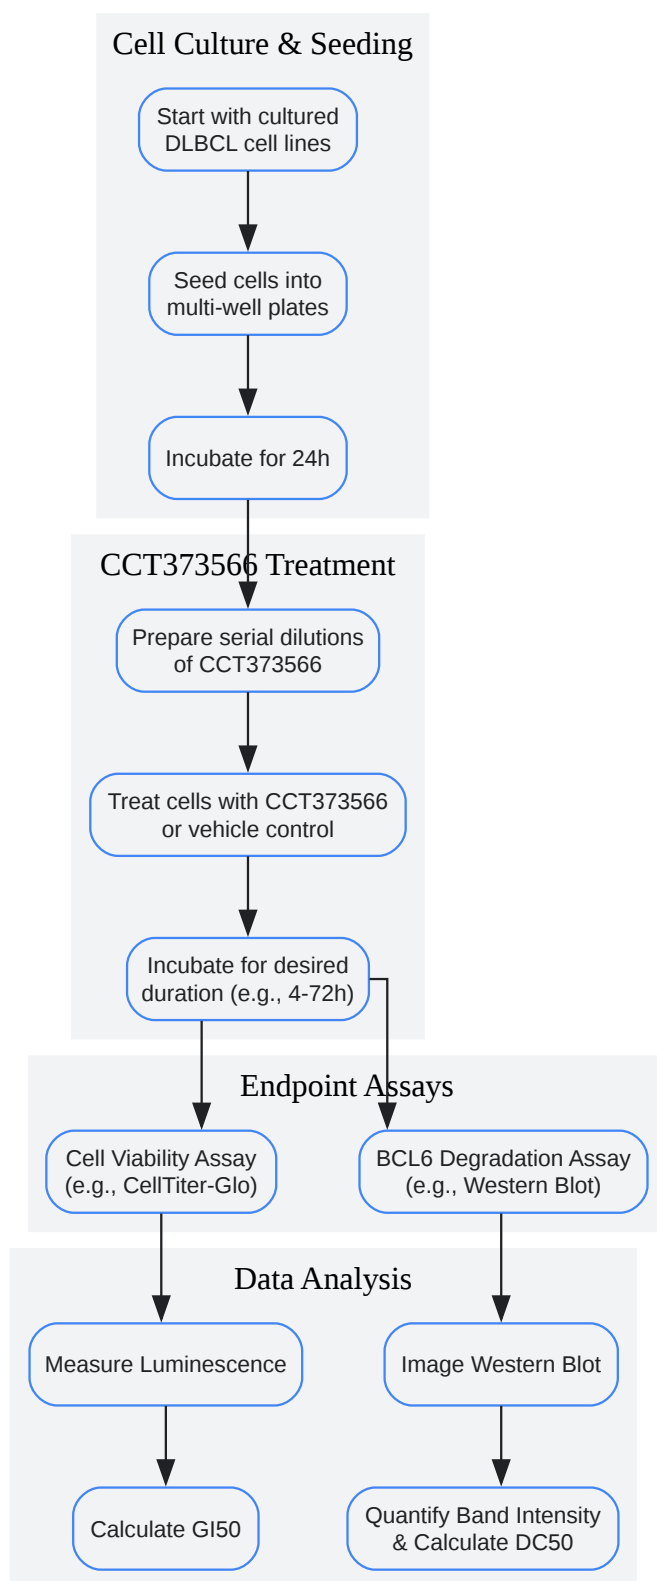 Cell Culture & Seeding
Start with cultured
DLBCL cell lines
Seed cells into
multi-well plates
Incubate for 24h
CCT373566 Treatment
Prepare serial dilutions
of CCT373566
Treat cells with CCT373566
or vehicle control
Incubate for desired
duration (e.g., 4-72h)
Endpoint Assays
Cell Viability Assay
(e.g., CellTiter-Glo)
BCL6 Degradation Assay
(e.g., Western Blot)
Data Analysis
Measure Luminescence
Image Western Blot
Calculate GI50
Quantify Band Intensity
& Calculate DC50